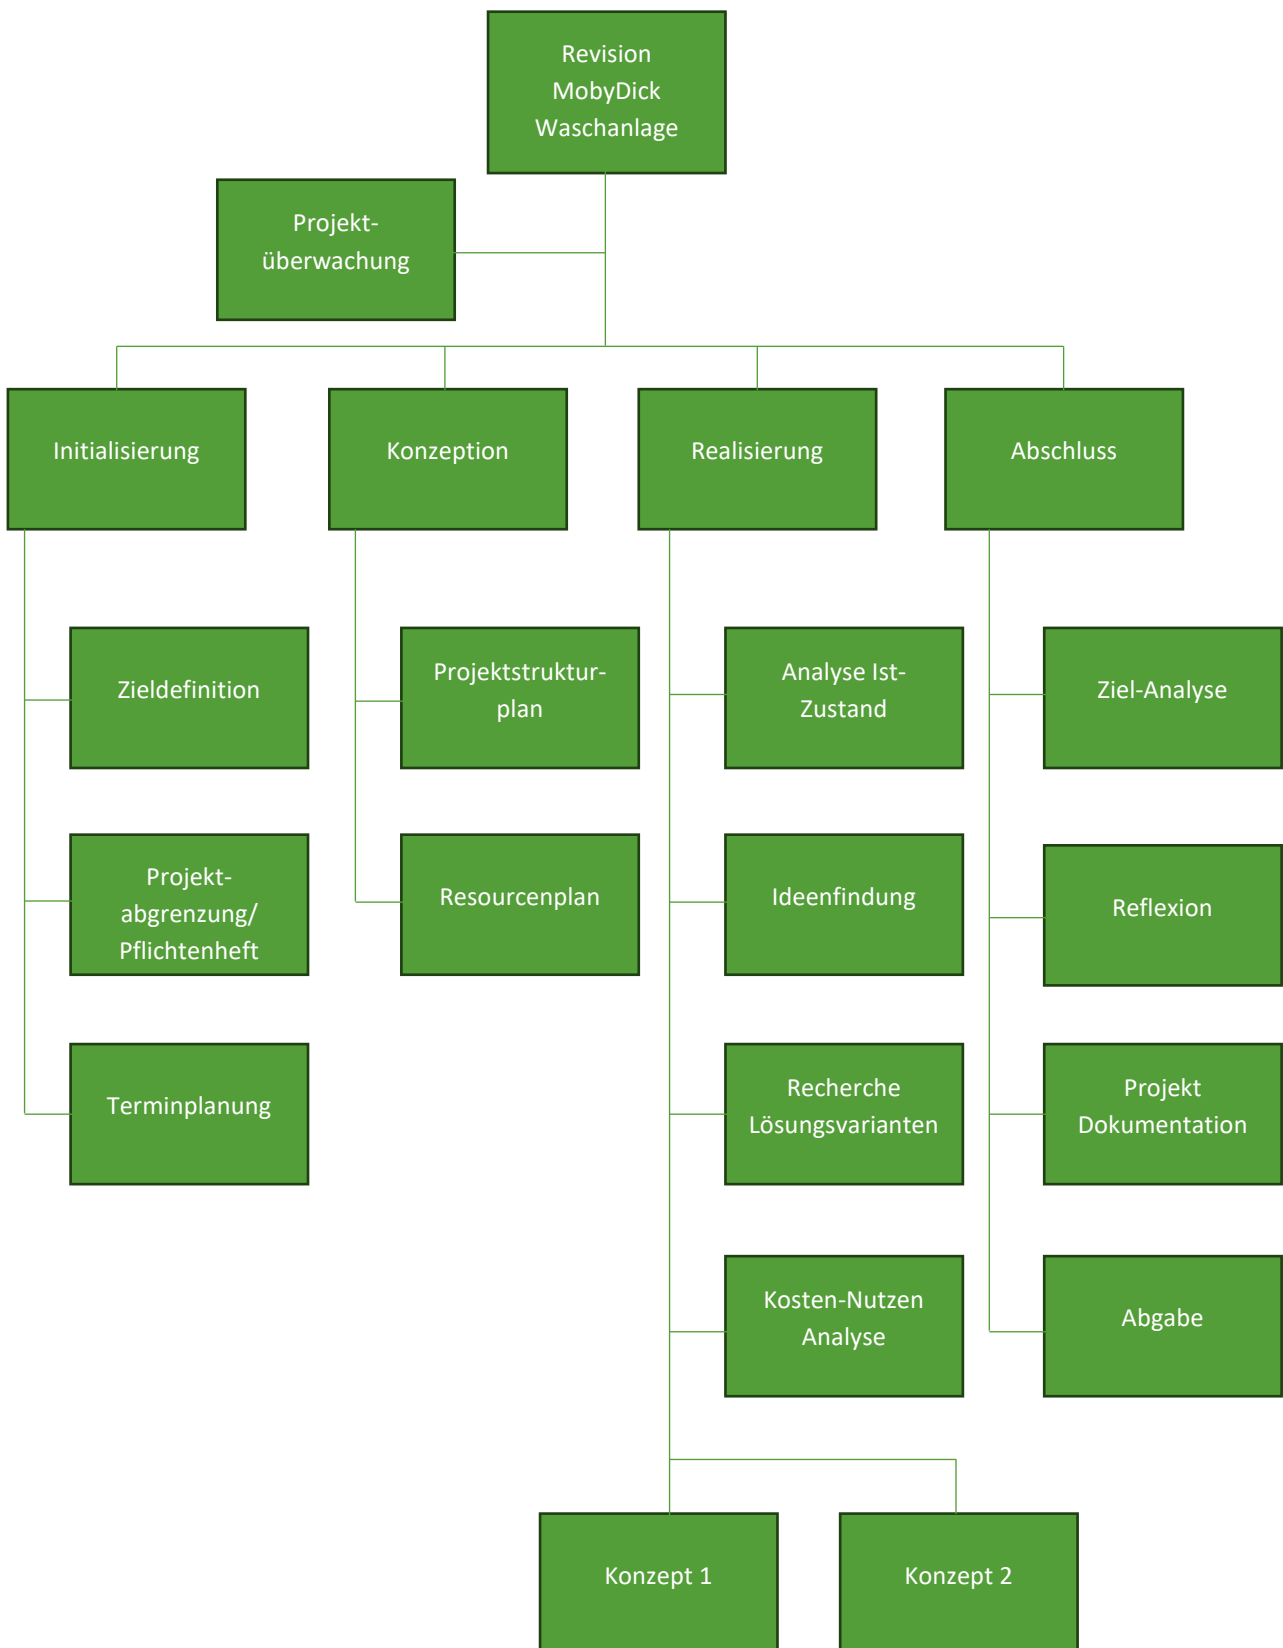 Revision
MobyDick
Waschanlage
Projekt-
überwachung
Initialisierung
Konzeption
Realisierung
Abschluss
Zieldefinition
Projekt-
abgrenzung/
Pflichtenheft
Terminplanung
Projektstruktur-
plan
Resourcenplan
Analyse Ist-
Zustand
Ideenfindung
Recherche
Lösungsvarianten
Kosten-Nutzen
Analyse
Konzept 1
Konzept 2
Ziel-Analyse
Reflexion
Projekt
Dokumentation
Abgabe